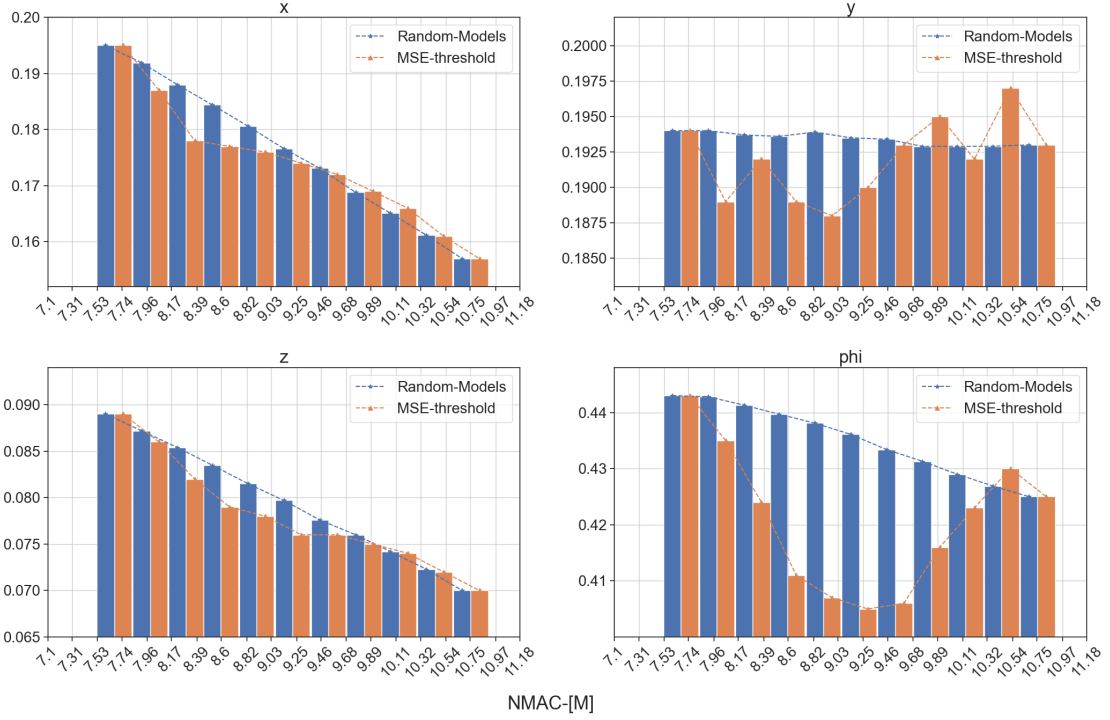 x
0.20
0.19
0.18
0.17
0.16
Random-Models
MSE-threshold
7.1 7.31 7.53 7.74 7.96 8.17 8.39 8.6 8.82 9.03 9.25 9.46 9.68 9.89 10.11 10.32 10.54 10.75 10.97 11.18
y
0.2000
0.1975
0.1950
0.1925
0.1900
0.1875
0.1850
Random-Models
MSE-threshold
7.1 7.31 7.53 7.74 7.96 8.17 8.39 8.6 8.82 9.03 9.25 9.46 9.68 9.89 10.11 10.32 10.54 10.75 10.97 11.18
z
0.090
0.085
0.080
0.075
0.070
0.065
Random-Models
MSE-threshold
7.1 7.31 7.53 7.74 7.96 8.17 8.39 8.6 8.82 9.03 9.25 9.46 9.68 9.89 10.11 10.32 10.54 10.75 10.97 11.18
phi
0.44
0.43
0.42
0.41
Random-Models
MSE-threshold
7.1 7.31 7.53 7.74 7.96 8.17 8.39 8.6 8.82 9.03 9.25 9.46 9.68 9.89 10.11 10.32 10.54 10.75 10.97 11.18
NMAC-[M]